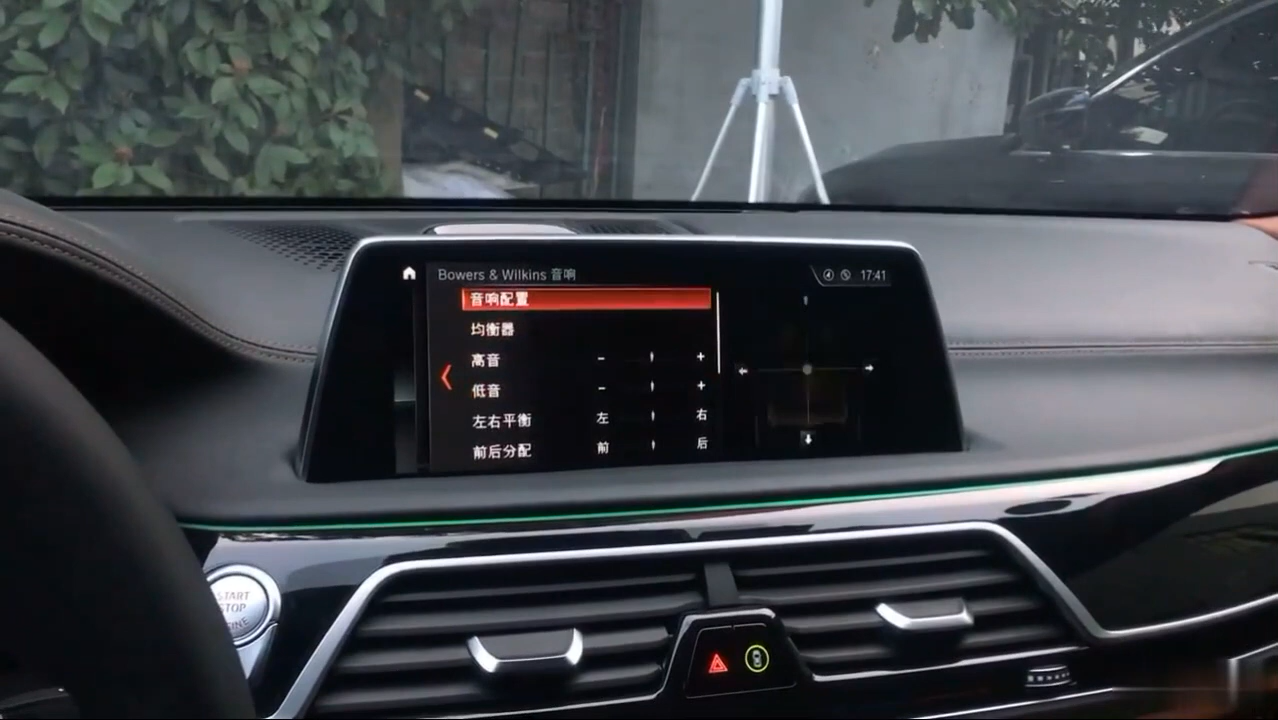 Bowers & Wilkins 音响
17:41
音响配置
均衡器
高音 - +
低音 - +
左右平衡 左 右
前后分配 前 后
START
STOP